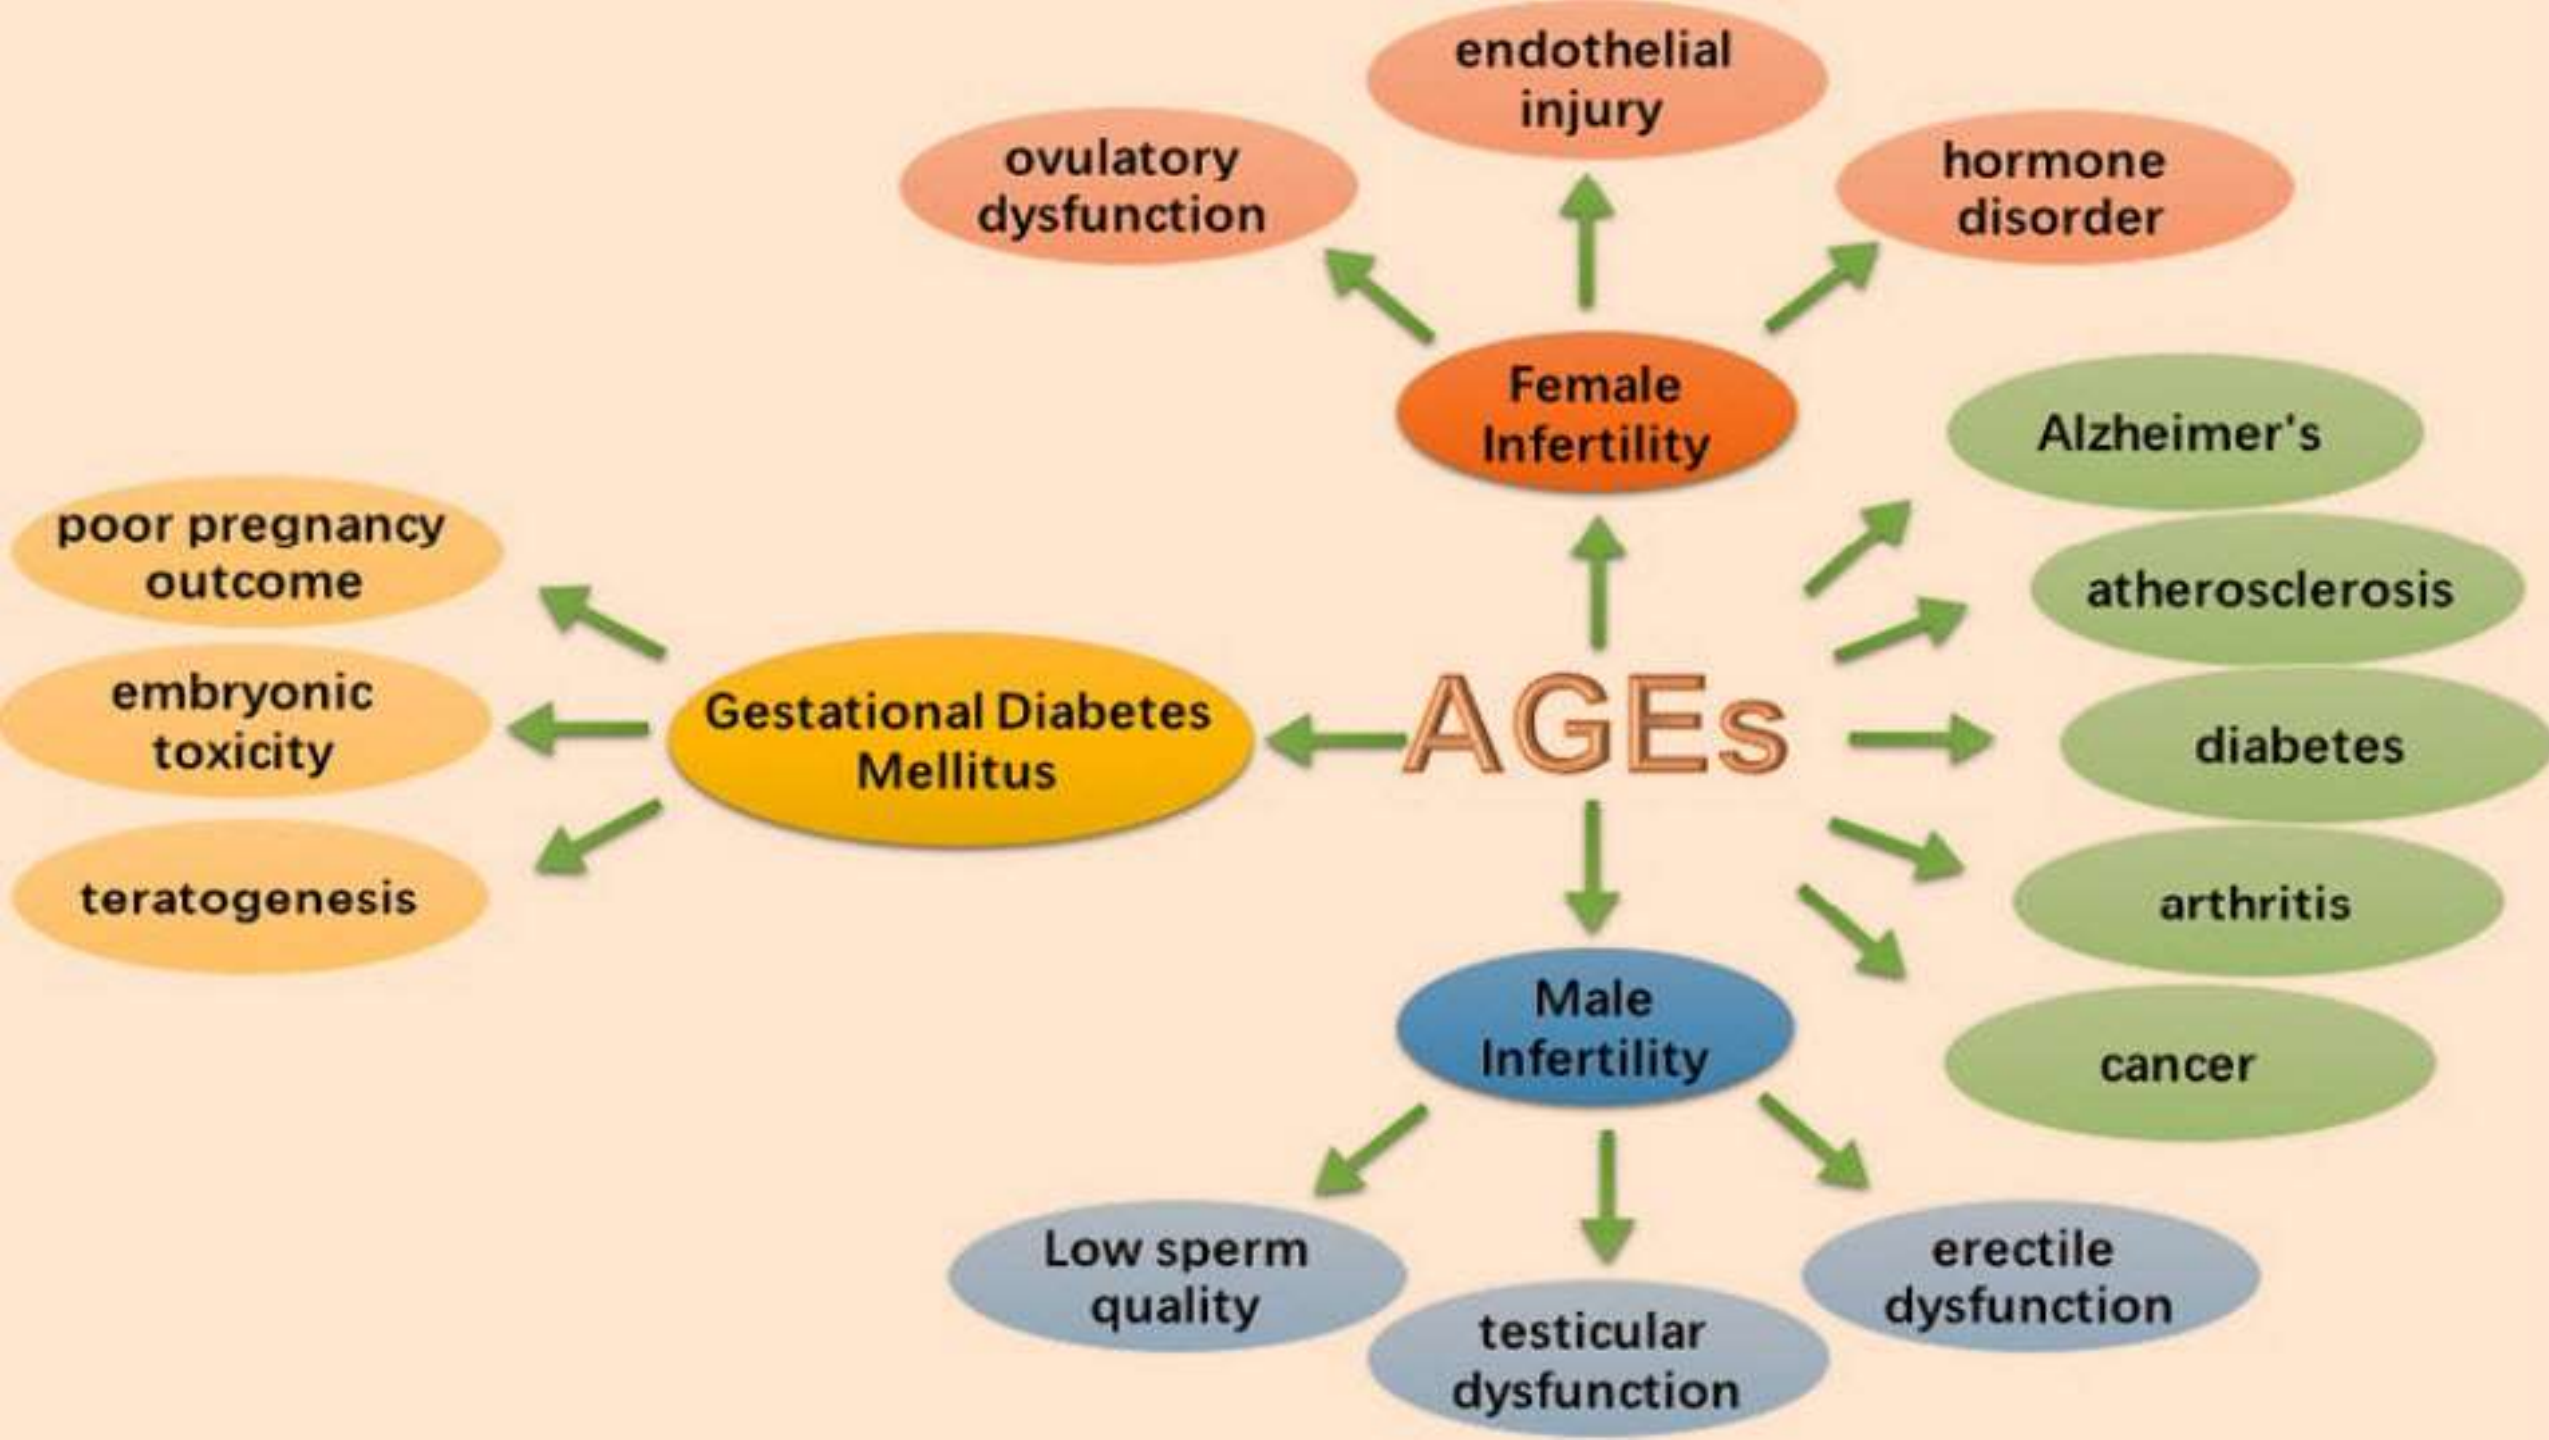 endothelial
injury
ovulatory
dysfunction
hormone
disorder
Female
Infertility
Alzheimer's
atherosclerosis
diabetes
arthritis
cancer
AGEs
Gestational Diabetes
Mellitus
poor pregnancy
outcome
embryonic
toxicity
teratogenesis
Male
Infertility
Low sperm
quality
testicular
dysfunction
erectile
dysfunction